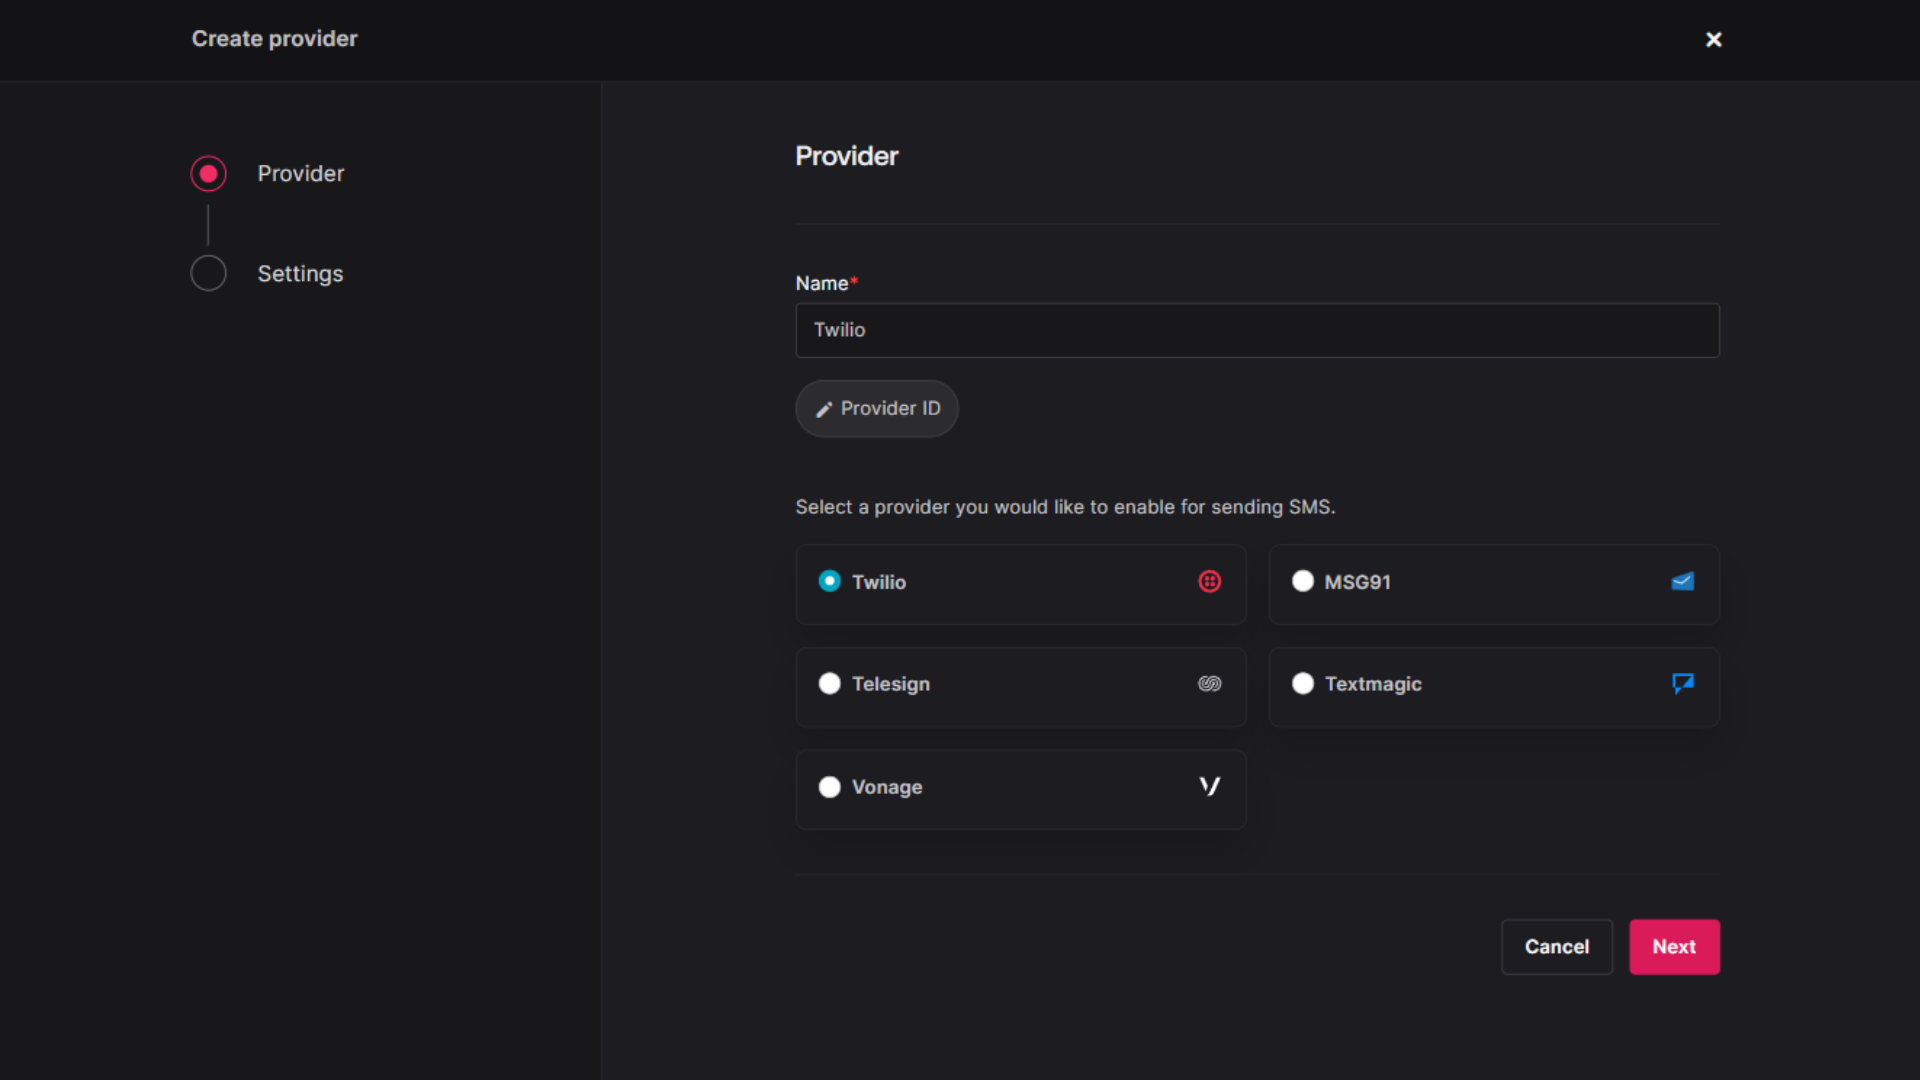 Create provider
Provider
Settings
Provider
Name*
Twilio
Provider ID
Select a provider you would like to enable for sending SMS.
Twilio
MSG91
Telesign
Textmagic
Vonage
Cancel
Next